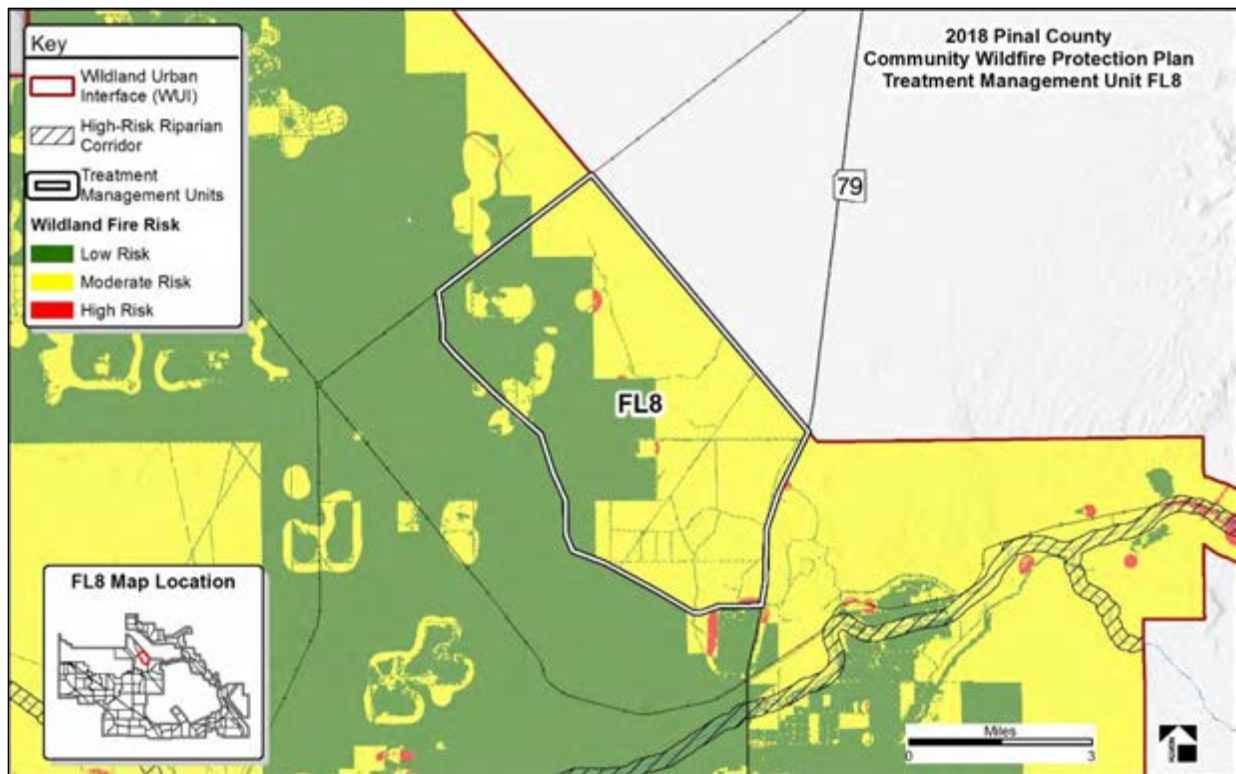 Key
Wildland Urban
Interface (WUI)
High-Risk Riparian
Corridor
Treatment
Management Units
Wildland Fire Risk
Low Risk
Moderate Risk
High Risk
2018 Pinal County
Community Wildfire Protection Plan
Treatment Management Unit FL8
79
FL8
FL8 Map Location
Miles
0 3